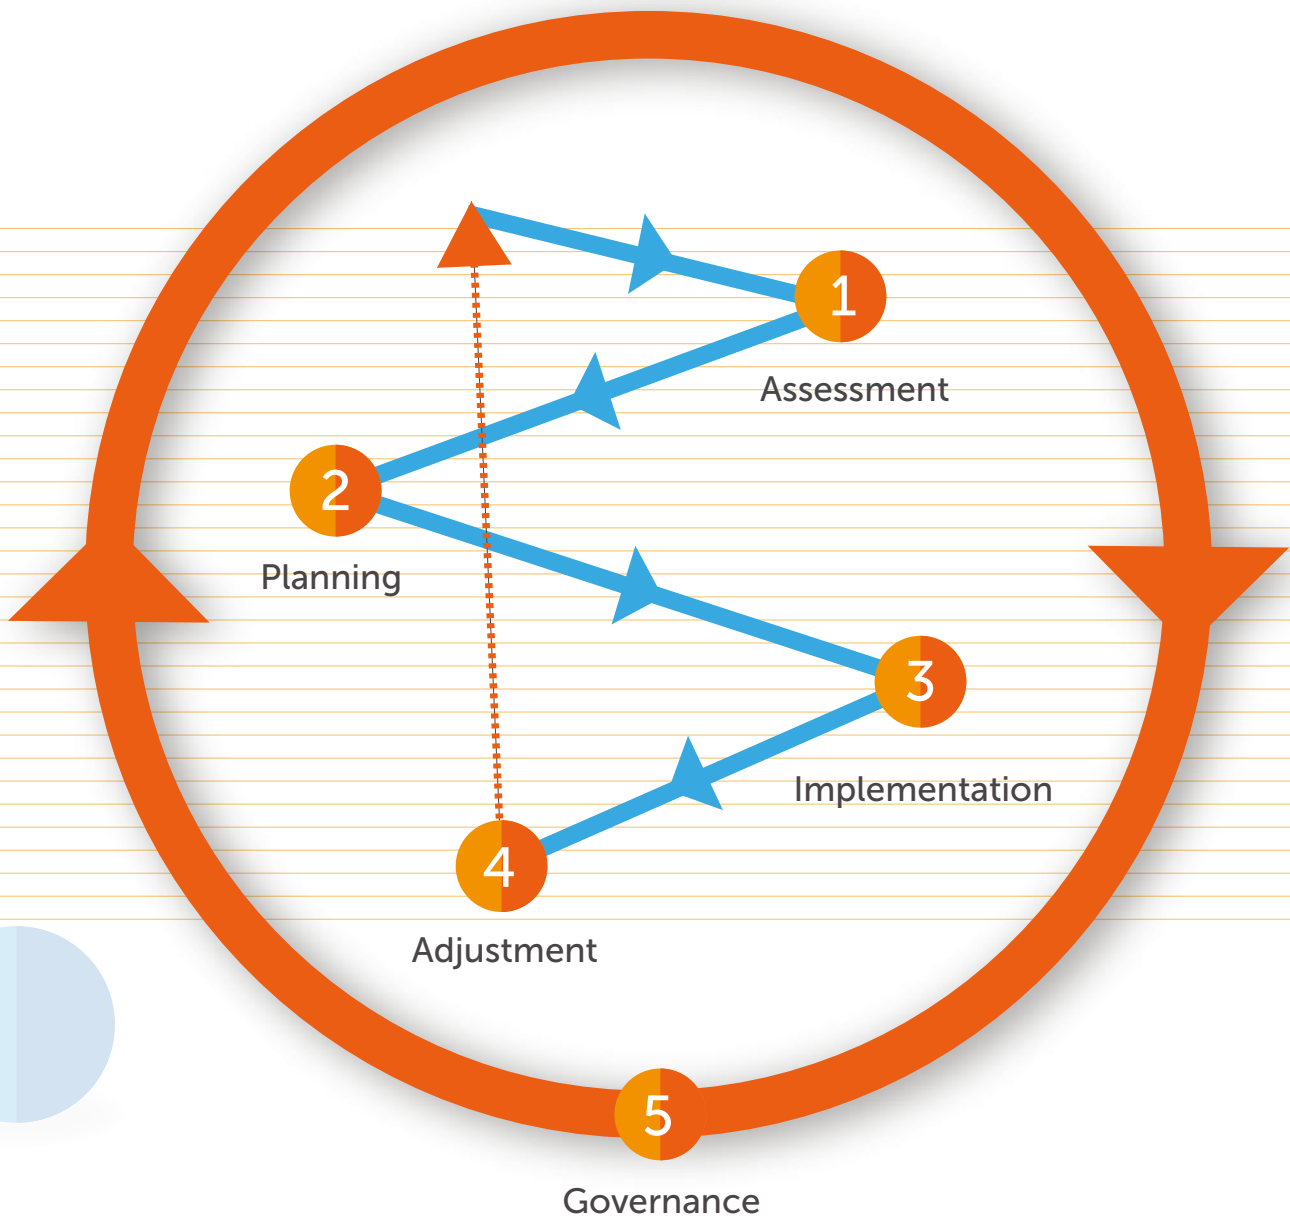 1
Assessment
2
Planning
3
Implementation
4
Adjustment
5
Governance